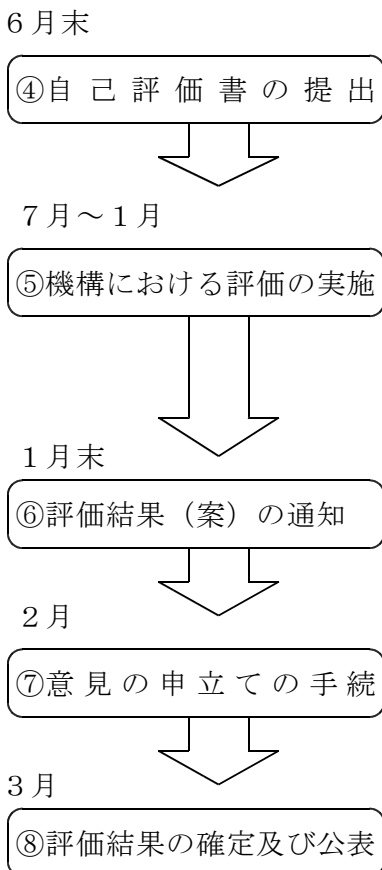 ６月末
④自己評価書の提出
７月～１月
⑤機構における評価の実施
１月末
⑥評価結果（案）の通知
２月
⑦意見の申立ての手続
３月
⑧評価結果の確定及び公表